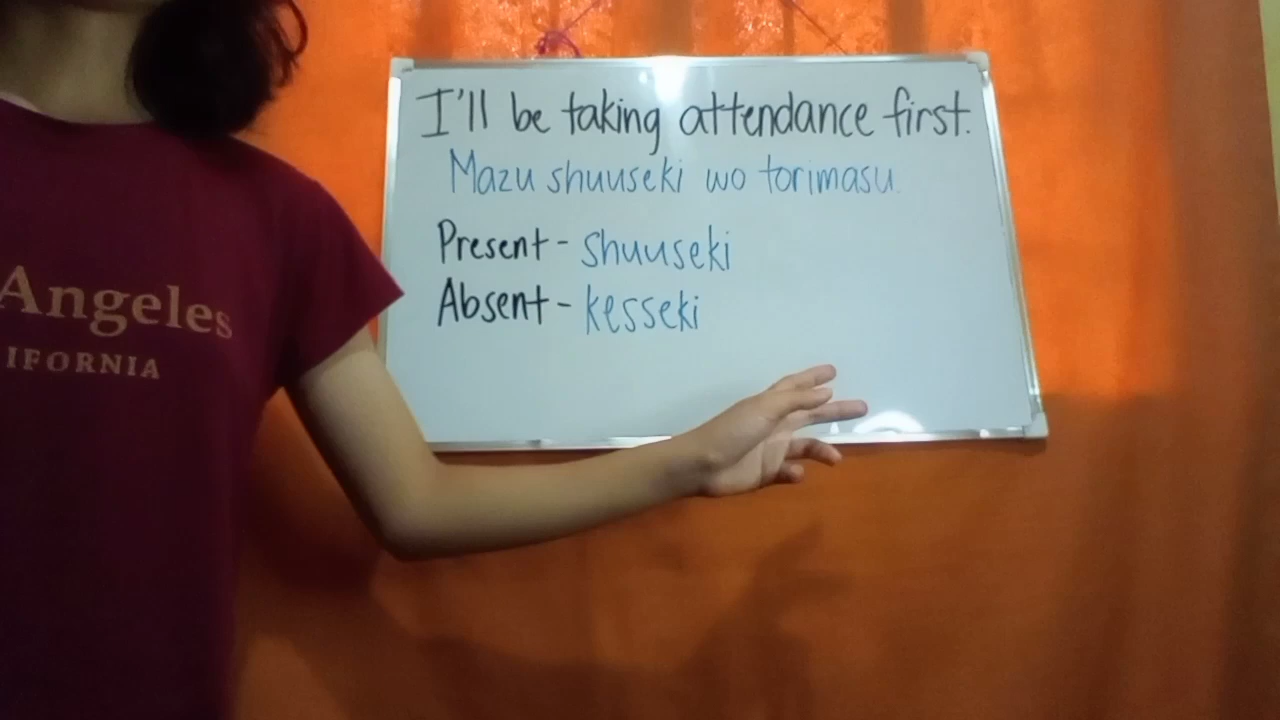 I'll be taking attendance first.
Mazu shuuseki wo torimasu.
Present - shuuseki
Absent - kesseki
Angeles
IFORNIA